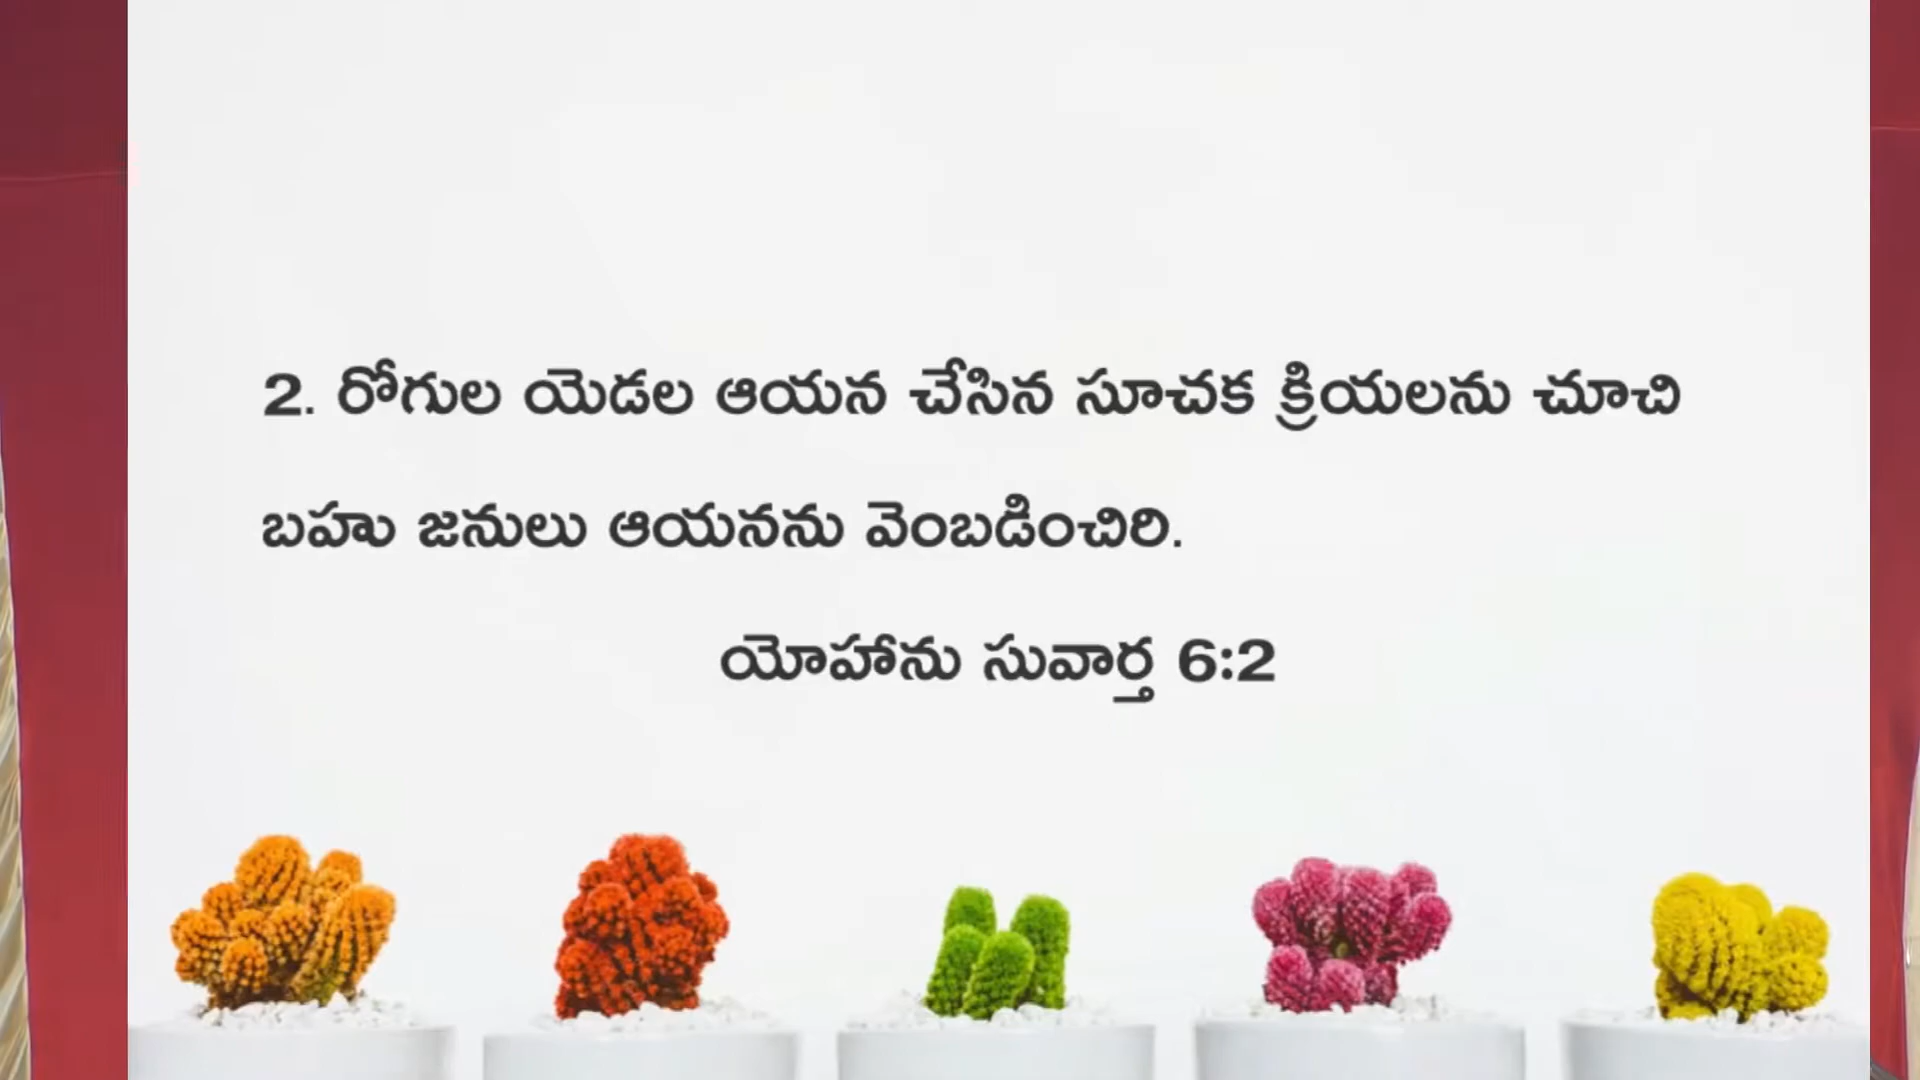 2. రోగుల యెడల ఆయన చేసిన సూచక క్రియలను చూచి
బహు జనులు ఆయనను వెంబడించిరి.
యోహాను సువార్త 6:2